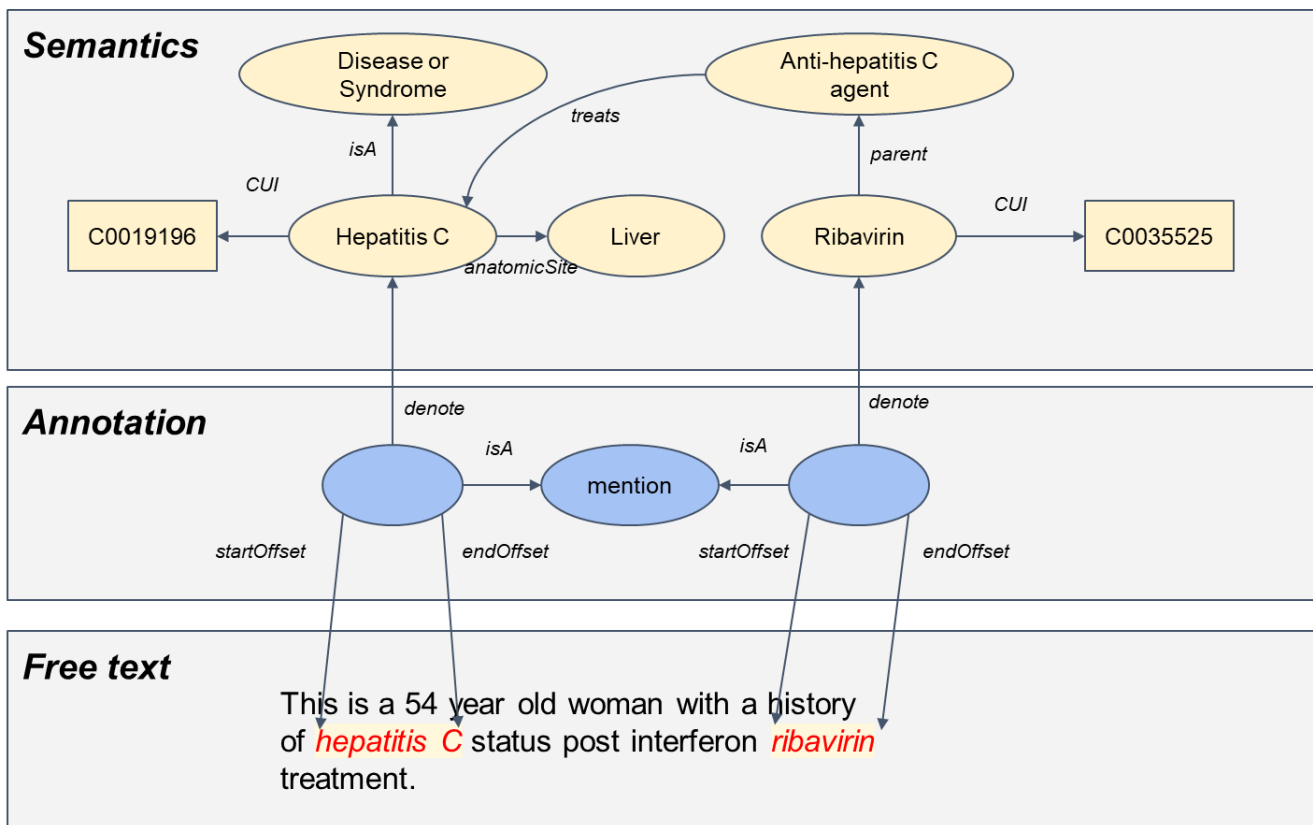 Semantics
Disease or
Syndrome
Anti-hepatitis C
agent
treats
isA
parent
CUI
CUI
C0019196
Hepatitis C
Liver
Ribavirin
C0035525
anatomicSite
Annotation
denote
denote
isA
isA
mention
startOffset
endOffset
startOffset
endOffset
Free text
This is a 54 year old woman with a history
of hepatitis C status post interferon ribavirin
treatment.